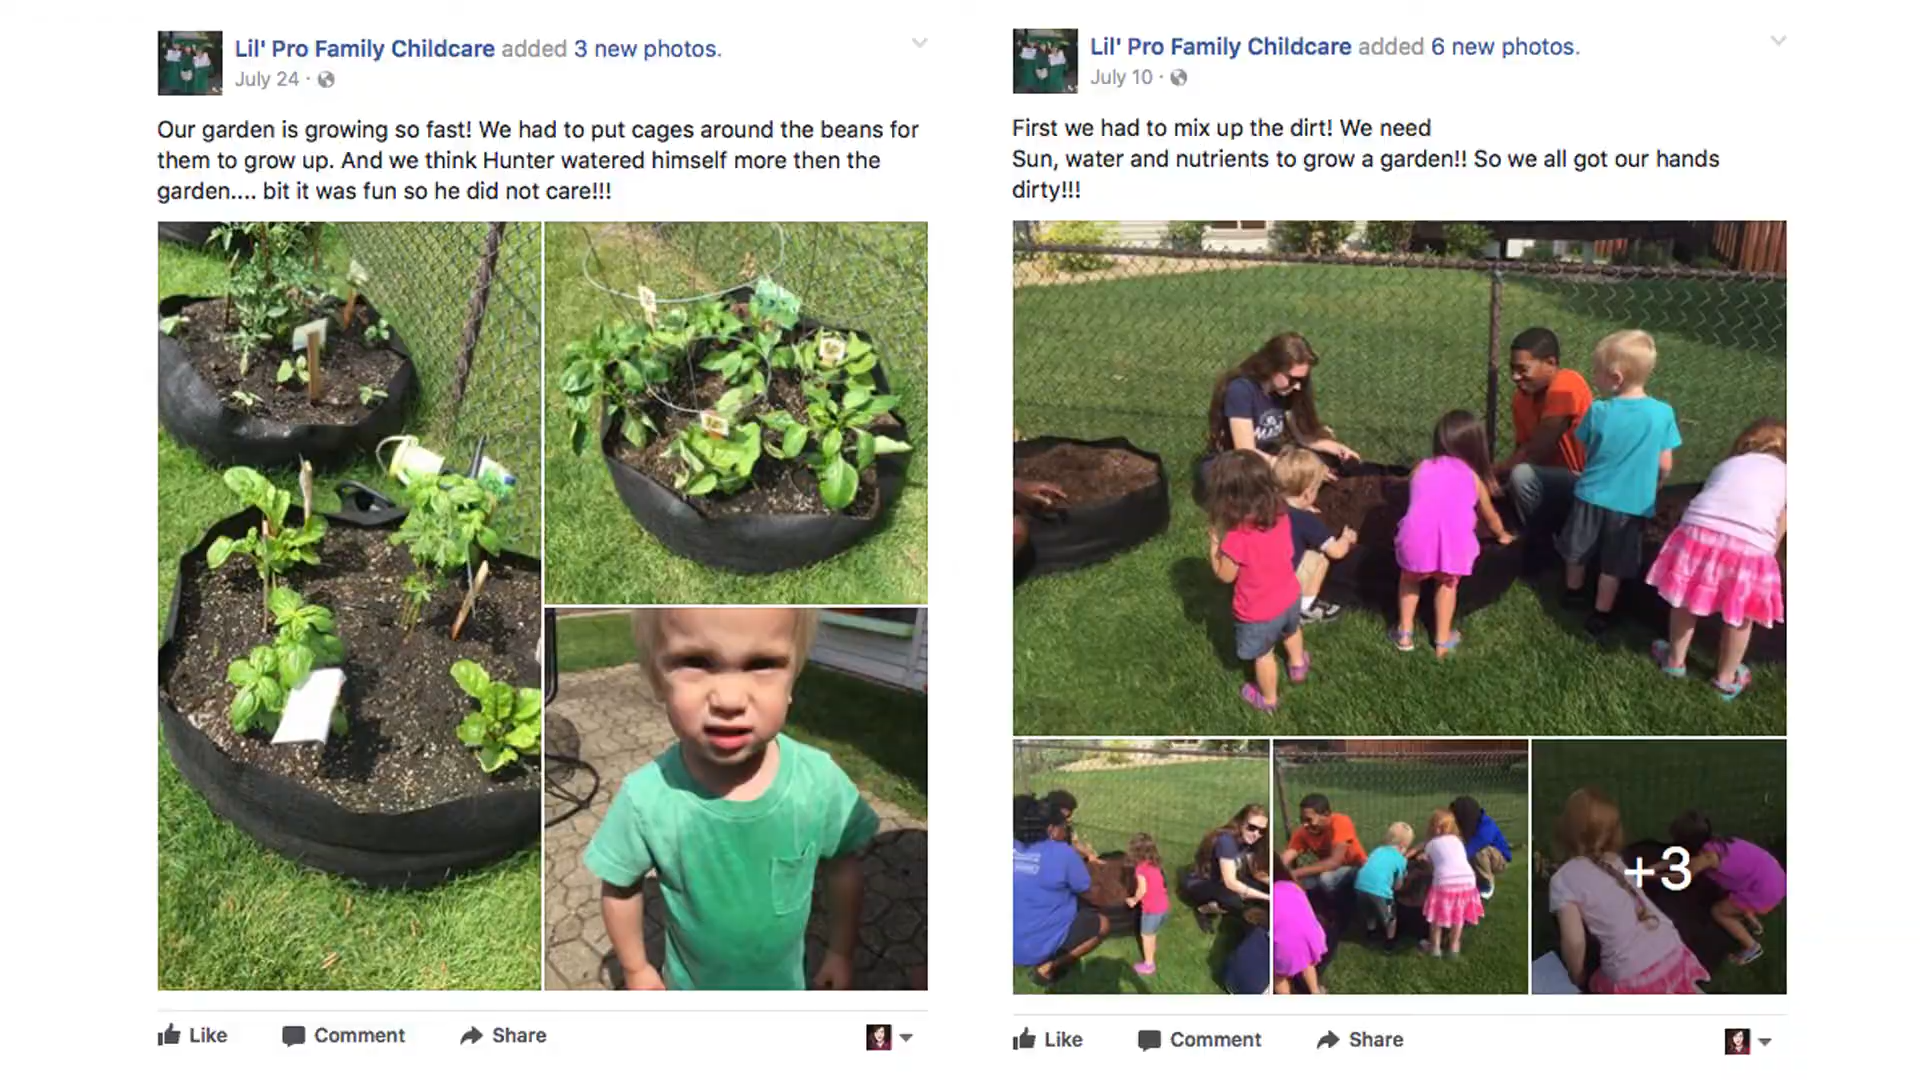 Lil' Pro Family Childcare added 3 new photos.
July 24 ·
Our garden is growing so fast! We had to put cages around the beans for
them to grow up. And we think Hunter watered himself more then the
garden.... bit it was fun so he did not care!!!
Like Comment Share
Lil' Pro Family Childcare added 6 new photos.
July 10 ·
First we had to mix up the dirt! We need
Sun, water and nutrients to grow a garden!! So we all got our hands
dirty!!!
+3
Like Comment Share